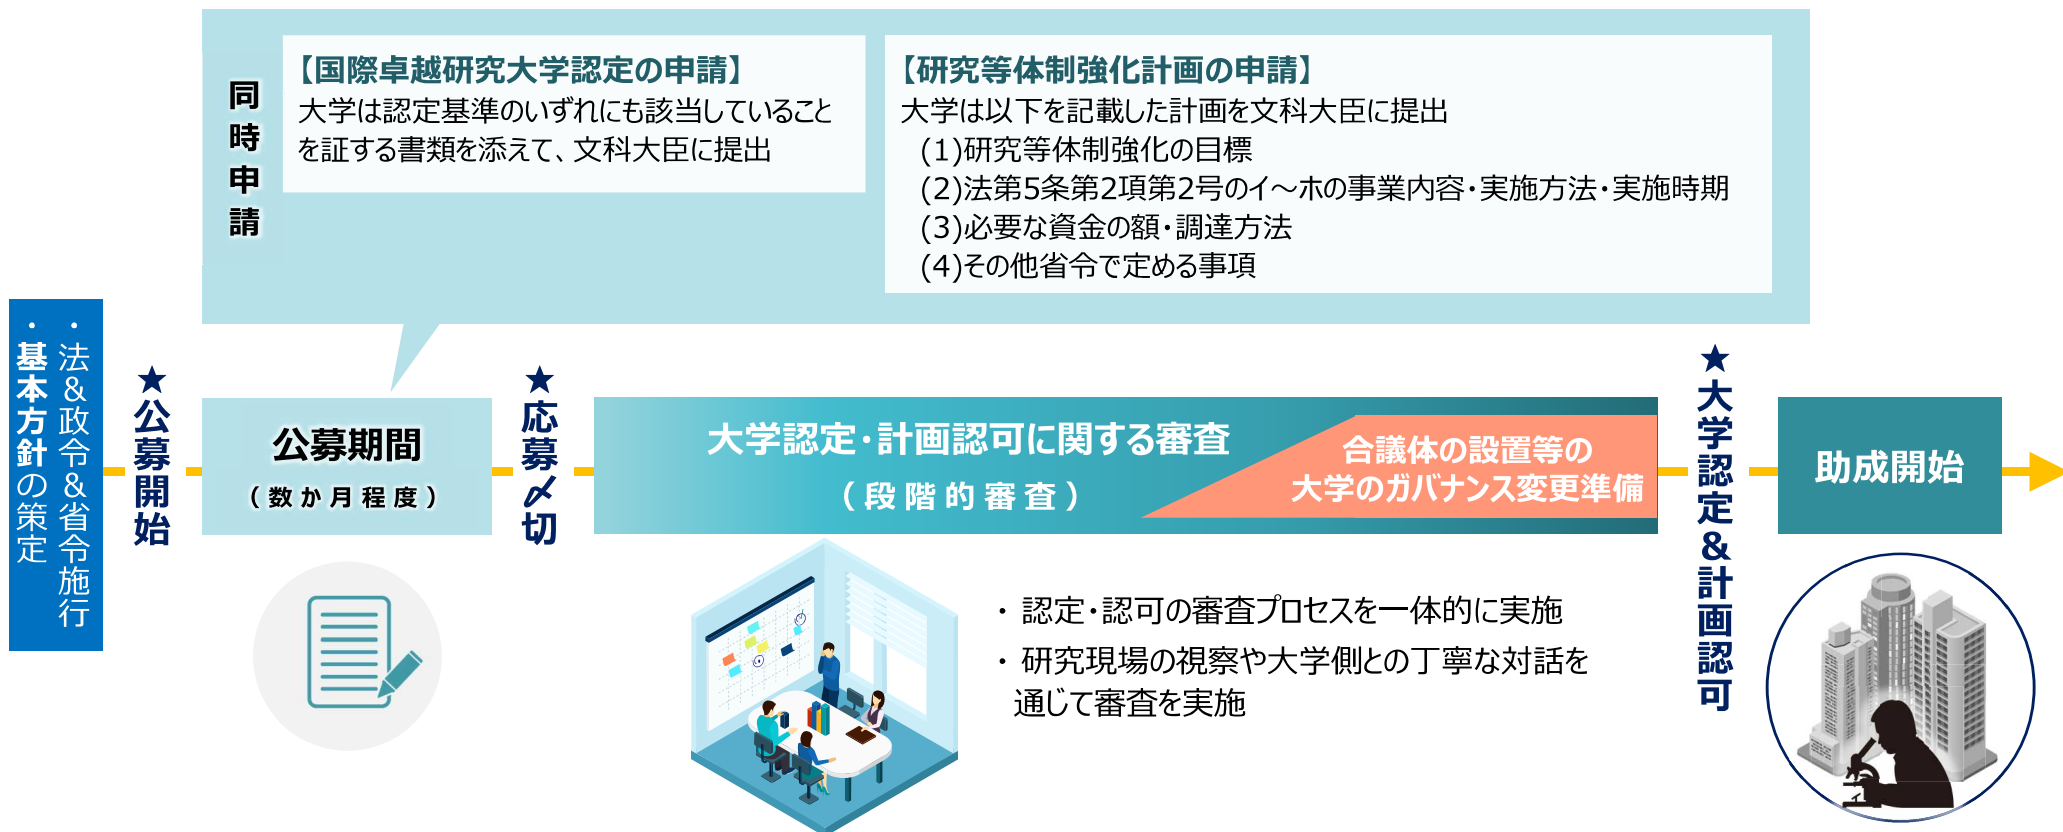 同時申請
【国際卓越研究大学認定の申請】
大学は認定基準のいずれにも該当していること
を証する書類を添えて、文科大臣に提出
【研究等体制強化計画の申請】
大学は以下を記載した計画を文科大臣に提出
(1)研究等体制強化の目標
(2)法第5条第2項第2号のイ～ホの事業内容・実施方法・実施時期
(3)必要な資金の額・調達方法
(4)その他省令で定める事項
・法&政令&省令施行
・基本方針の策定
★公募開始
公募期間
（数か月程度）
★応募〆切
大学認定・計画認可に関する審査
（段階的審査）
合議体の設置等の
大学のガバナンス変更準備
★大学認定&計画認可
助成開始
・ 認定・認可の審査プロセスを一体的に実施
・ 研究現場の視察や大学側との丁寧な対話を
通じて審査を実施